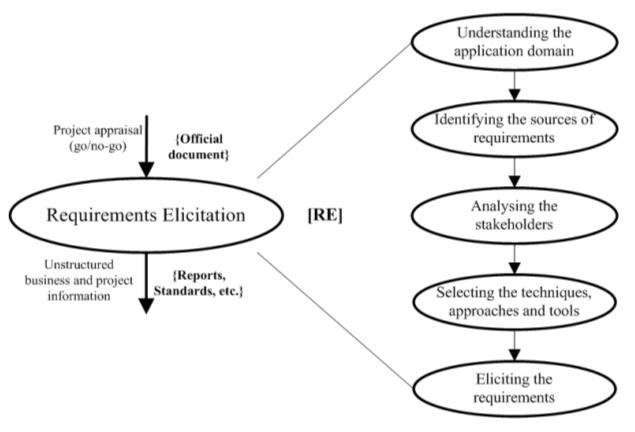 Project appraisal
(go/no-go)
{Official
document}
Requirements Elicitation
[RE]
Unstructured
business and project
information
{Reports,
Standards, etc.}
Understanding the
application domain
Identifying the sources of
requirements
Analysing the
stakeholders
Selecting the techniques,
approaches and tools
Eliciting the
requirements